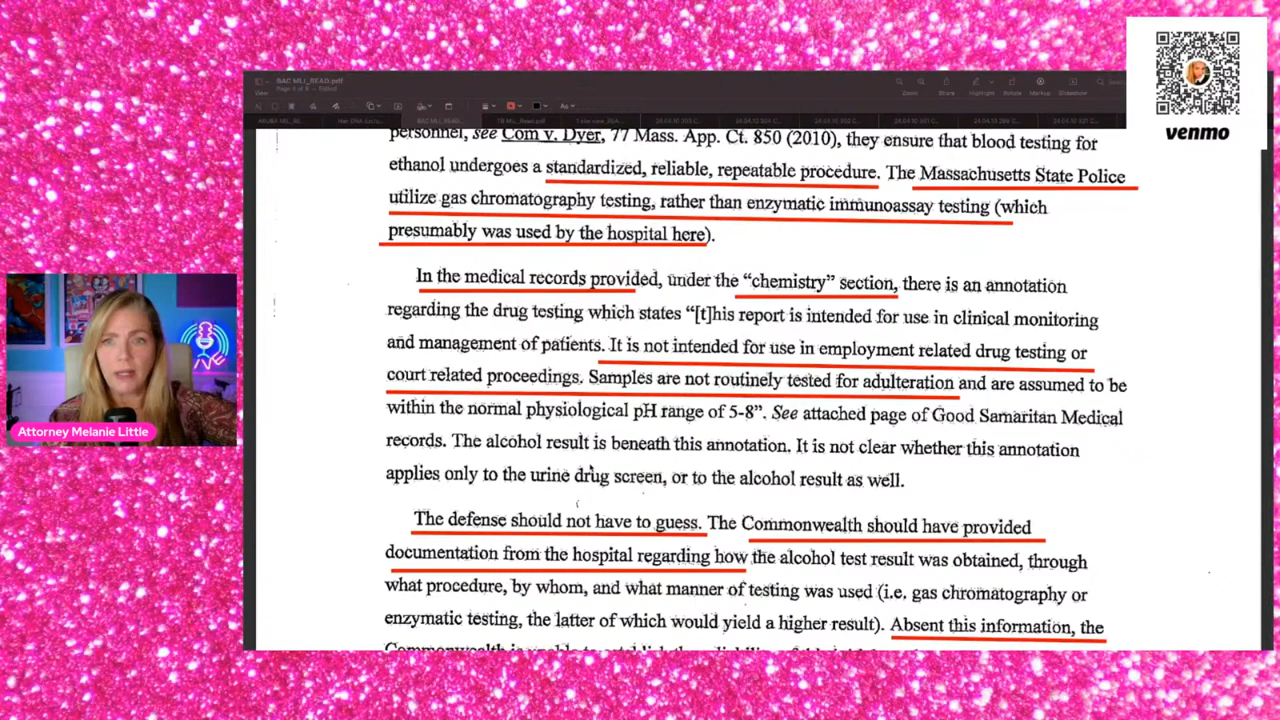 venmo
BAC MLI_READ.pdf
View
Zoom
Share
Highlight
Rotate
Markup
Slideshow
personnel, see Com v. Dyer, 77 Mass. App. Ct. 850 (2010), they ensure that blood testing for
ethanol undergoes a standardized, reliable, repeatable procedure. The Massachusetts State Police
utilize gas chromatography testing, rather than enzymatic immunoassay testing (which
presumably was used by the hospital here).
In the medical records provided, under the “chemistry” section, there is an annotation
regarding the drug testing which states “[t]his report is intended for use in clinical monitoring
and management of patients. It is not intended for use in employment related drug testing or
court related proceedings. Samples are not routinely tested for adulteration and are assumed to be
within the normal physiological pH range of 5-8”. See attached page of Good Samaritan Medical
records. The alcohol result is beneath this annotation. It is not clear whether this annotation
applies only to the urine drug screen, or to the alcohol result as well.
The defense should not have to guess. The Commonwealth should have provided
documentation from the hospital regarding how the alcohol test result was obtained, through
what procedure, by whom, and what manner of testing was used (i.e. gas chromatography or
enzymatic testing, the latter of which would yield a higher result). Absent this information, the
Attorney Melanie Little